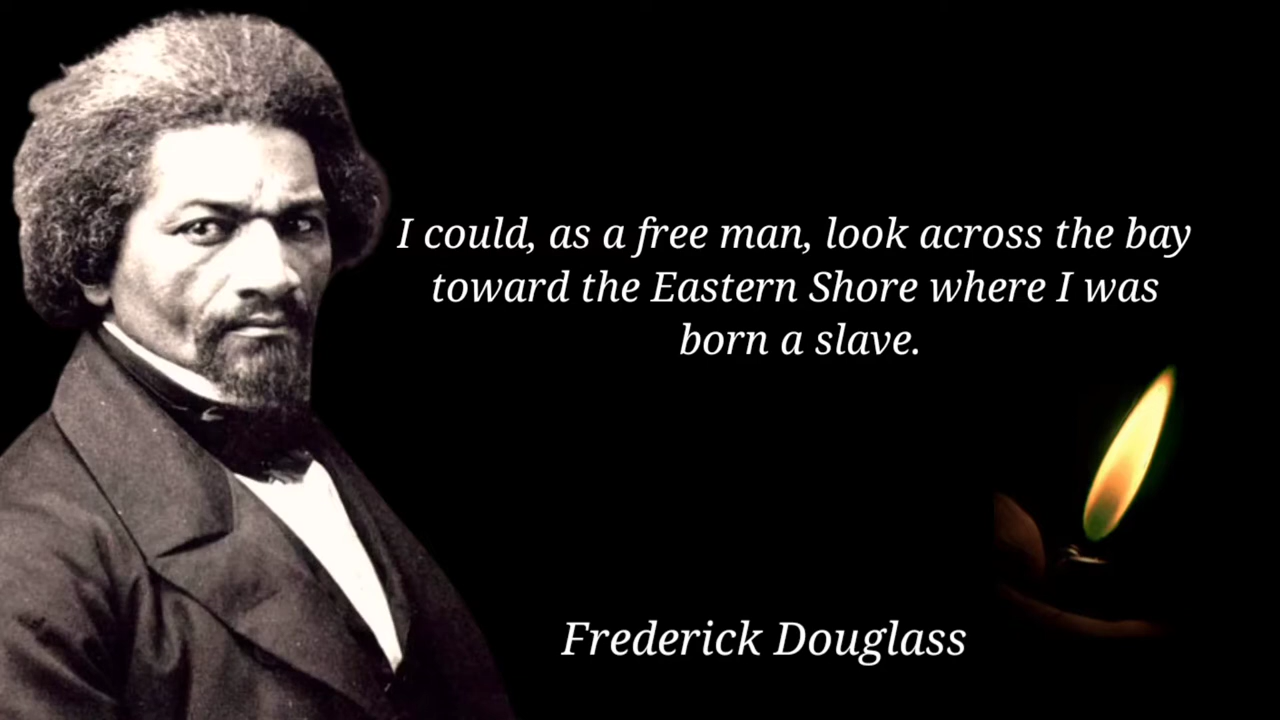 I could, as a free man, look across the bay
toward the Eastern Shore where I was
born a slave.
Frederick Douglass